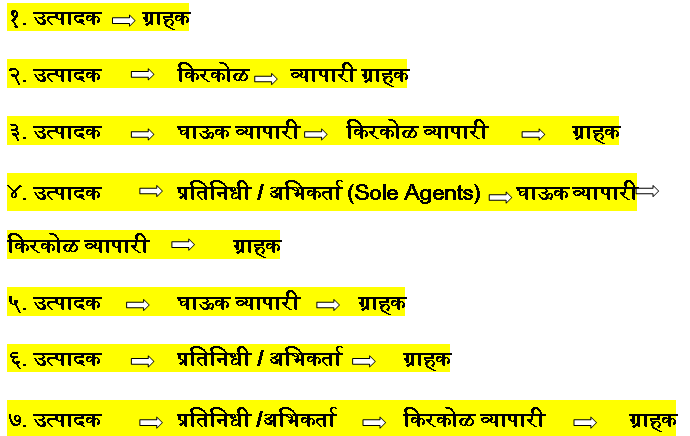 १. उत्पादक ⇨ ग्राहक
२. उत्पादक ⇨ किरकोळ ⇨ व्यापारी ग्राहक
३. उत्पादक ⇨ घाऊक व्यापारी ⇨ किरकोळ व्यापारी ⇨ ग्राहक
४. उत्पादक ⇨ प्रतिनिधी / अभिकर्ता (Sole Agents) ⇨ घाऊक व्यापारी ⇨
किरकोळ व्यापारी ⇨ ग्राहक
५. उत्पादक ⇨ घाऊक व्यापारी ⇨ ग्राहक
६. उत्पादक ⇨ प्रतिनिधी / अभिकर्ता ⇨ ग्राहक
७. उत्पादक ⇨ प्रतिनिधी /अभिकर्ता ⇨ किरकोळ व्यापारी ⇨ ग्राहक